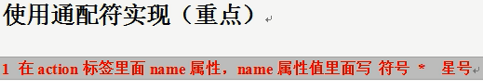 使用通配符实现（重点）
1 在 action 标签里面 name 属性，name 属性值里面写 符号 * 星号